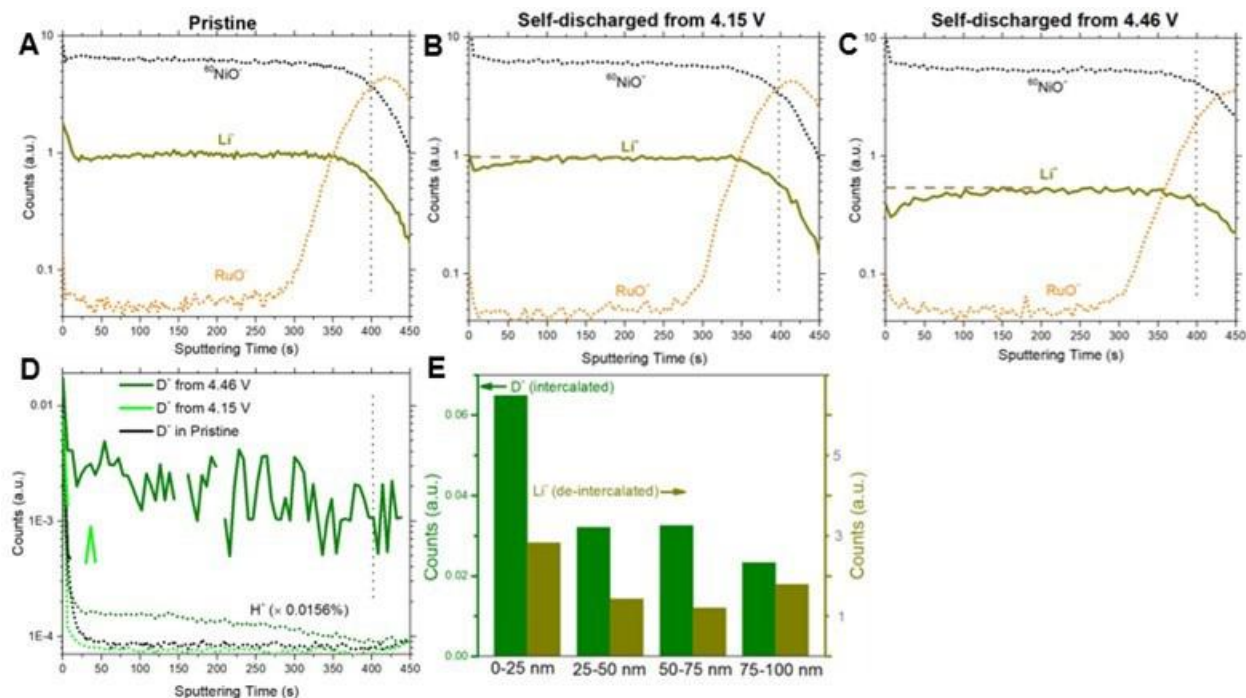 Pristine
Self-discharged from 4.15 V
Self-discharged from 4.46 V
A
10
1
0.1
Counts (a.u.)
⁶⁰NiO⁻
Li⁻
RuO⁻
0 50 100 150 200 250 300 350 400 450
Sputtering Time (s)
B
10
1
0.1
Counts (a.u.)
⁶⁰NiO⁻
Li⁻
RuO⁻
0 50 100 150 200 250 300 350 400 450
Sputtering Time (s)
C
10
1
0.1
Counts (a.u.)
⁶⁰NiO⁻
Li⁻
RuO⁻
0 50 100 150 200 250 300 350 400 450
Sputtering Time (s)
D
0.01
1E-3
1E-4
Counts (a.u.)
D⁻ from 4.46 V
D⁻ from 4.15 V
D⁻ in Pristine
H⁻ (× 0.0156%)
0 50 100 150 200 250 300 350 400 450
Sputtering Time (s)
E
D⁻ (intercalated)
Li⁻ (de-intercalated)
0.06
0.04
0.02
0.00
Counts (a.u.)
5
3
1
Counts (a.u.)
0-25 nm 25-50 nm 50-75 nm 75-100 nm